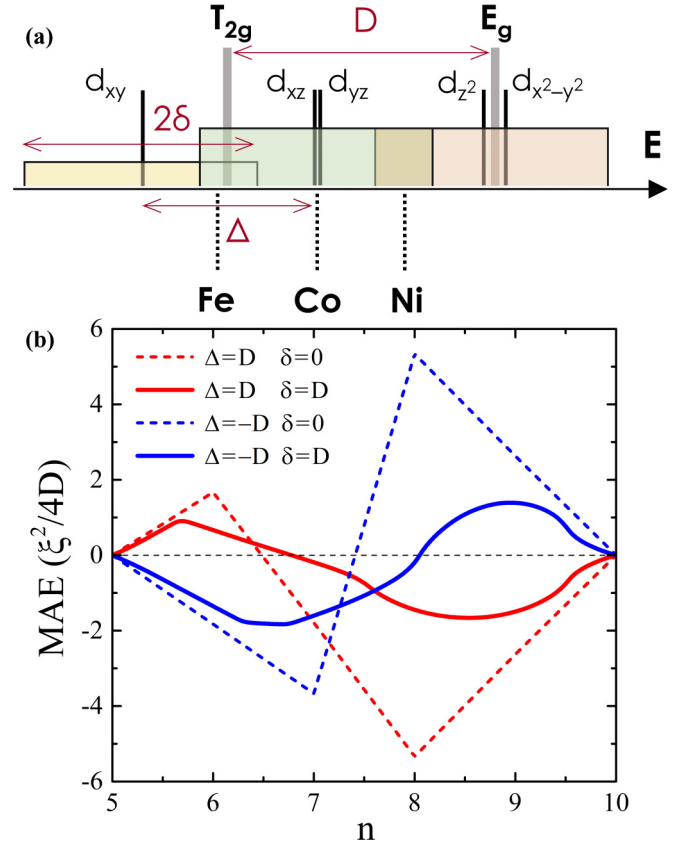 (a)
T2g
D
Eg
dxy
dxz
dyz
dz²
dx²–y²
2δ
E
Δ
Fe
Co
Ni
(b)
Δ=D δ=0
Δ=D δ=D
Δ=–D δ=0
Δ=–D δ=D
MAE (ξ²/4D)
6
4
2
0
-2
-4
-6
5
6
7
8
9
10
n